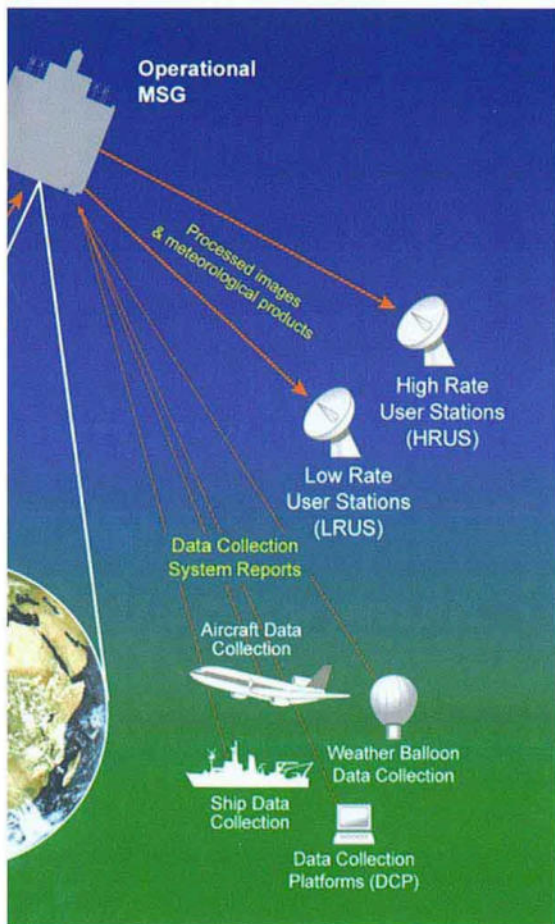 Operational
MSG
Processed images
& meteorological products
High Rate
User Stations
(HRUS)
Low Rate
User Stations
(LRUS)
Data Collection
System Reports
Aircraft Data
Collection
Weather Balloon
Data Collection
Ship Data
Collection
Data Collection
Platforms (DCP)